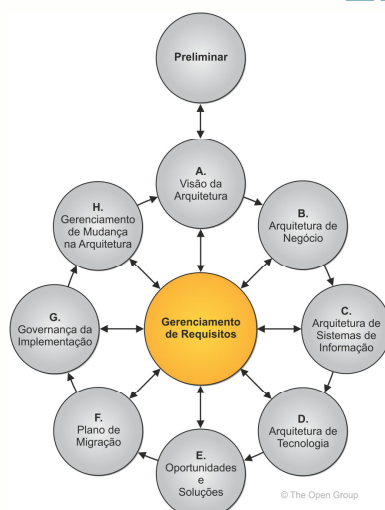 Preliminar
A.
Visão da
Arquitetura
B.
Arquitetura de
Negócio
C.
Arquitetura de
Sistemas de
Informação
D.
Arquitetura de
Tecnologia
E.
Oportunidades
e
Soluções
F.
Plano de
Migração
G.
Governança da
Implementação
H.
Gerenciamento
de Mudança
na Arquitetura
Gerenciamento
de Requisitos
© The Open Group